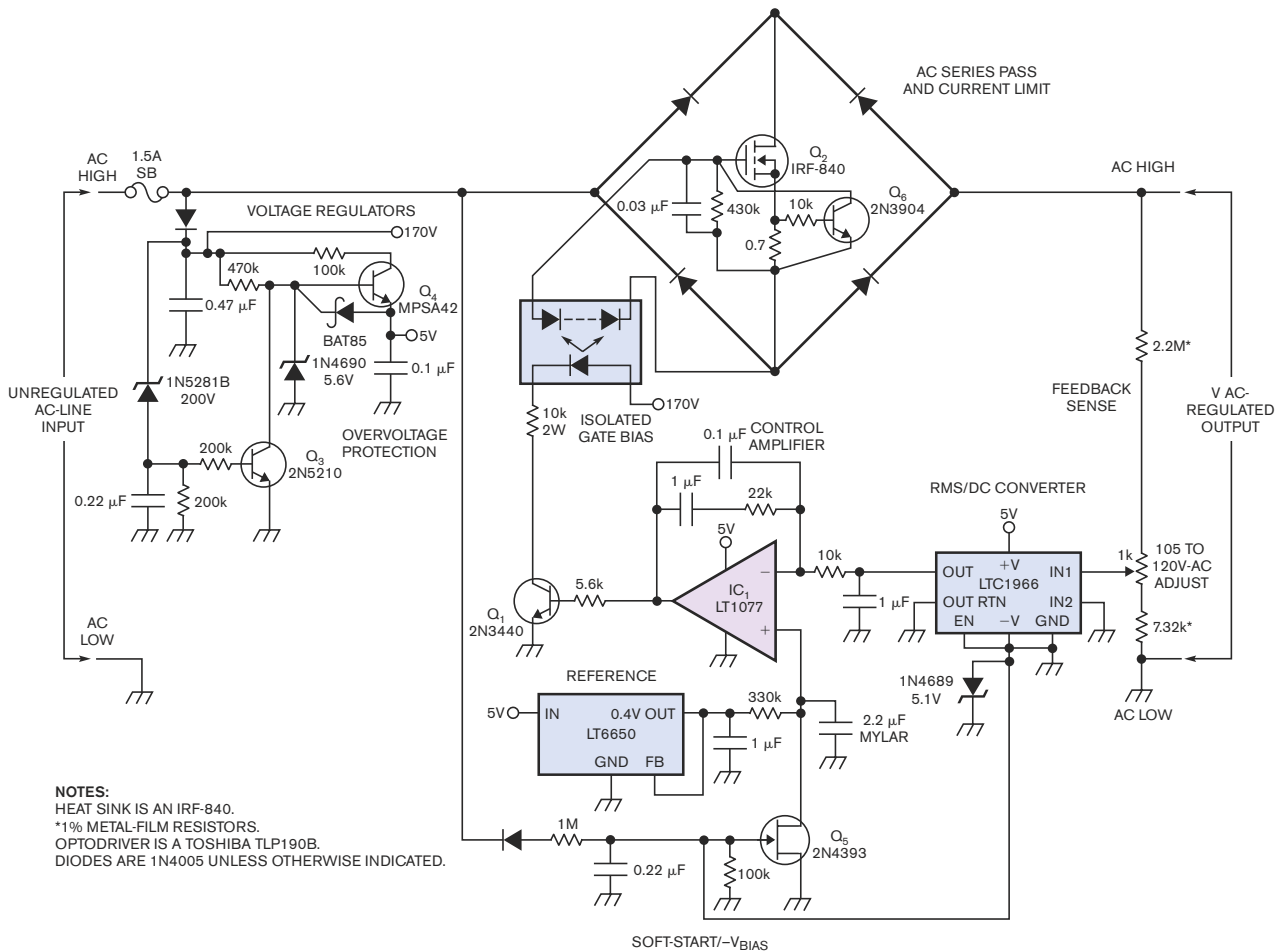 AC SERIES PASS
AND CURRENT LIMIT
AC
HIGH
1.5A
SB
VOLTAGE REGULATORS
170V
470k
100k
0.47 µF
Q4
MPSA42
BAT85
5V
1N4690
5.6V
0.1 µF
1N5281B
200V
UNREGULATED
AC-LINE
INPUT
OVERVOLTAGE
PROTECTION
200k
Q3
2N5210
0.22 µF
200k
AC
LOW
Q2
IRF-840
Q6
2N3904
0.03 µF
430k
10k
0.7
AC HIGH
2.2M*
FEEDBACK
SENSE
V AC-
REGULATED
OUTPUT
170V
ISOLATED
GATE BIAS
10k
2W
CONTROL
AMPLIFIER
0.1 µF
1 µF
22k
5V
IC1
LT1077
−
+
10k
1 µF
5.6k
Q1
2N3440
RMS/DC CONVERTER
5V
+V
OUT
LTC1966
IN1
OUT RTN
IN2
EN
−V
GND
1k
105 TO
120V-AC
ADJUST
7.32k*
1N4689
5.1V
AC LOW
REFERENCE
5V
IN
0.4V OUT
LT6650
GND
FB
330k
1 µF
2.2 µF
MYLAR
1M
0.22 µF
100k
Q5
2N4393
SOFT-START/−VBIAS
NOTES:
HEAT SINK IS AN IRF-840.
*1% METAL-FILM RESISTORS.
OPTODRIVER IS A TOSHIBA TLP190B.
DIODES ARE 1N4005 UNLESS OTHERWISE INDICATED.